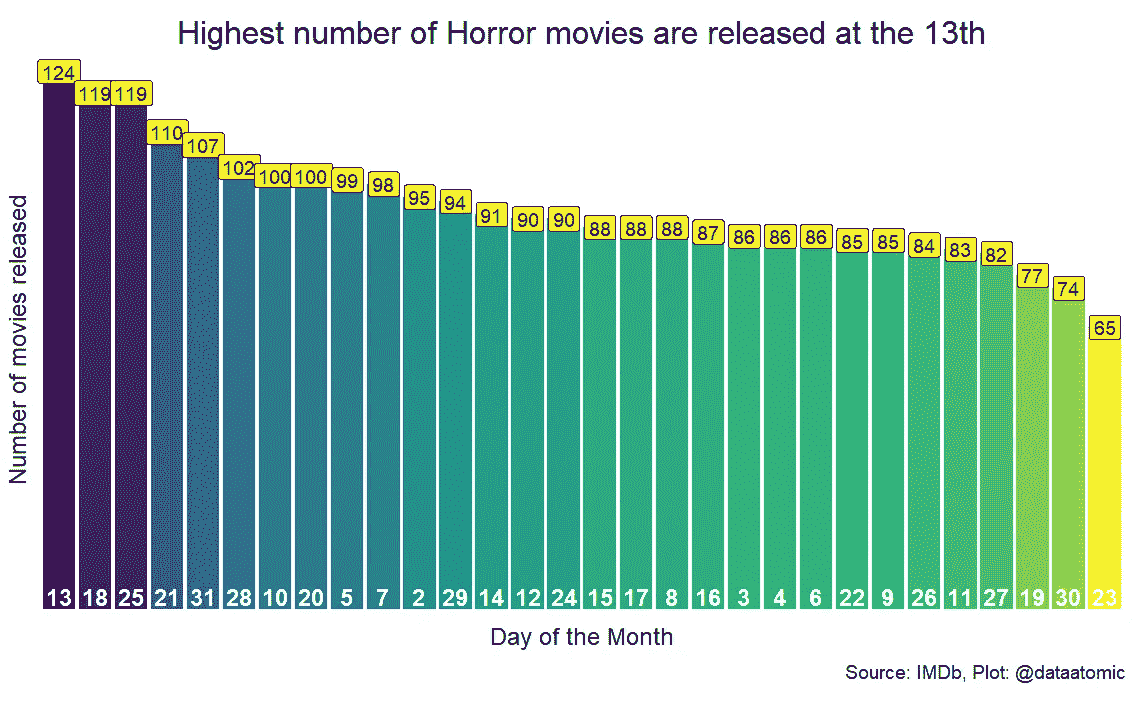 Highest number of Horror movies are released at the 13th
124 119 119 110 107 102 100 100 99 98 95 94 91 90 90 88 88 88 87 86 86 86 85 85 84 83 82 77 74 65
Number of movies released
13 18 25 21 31 28 10 20 5 7 2 29 14 12 24 15 17 8 16 3 4 6 22 9 26 11 27 19 30 23
Day of the Month
Source: IMDb, Plot: @dataatomic